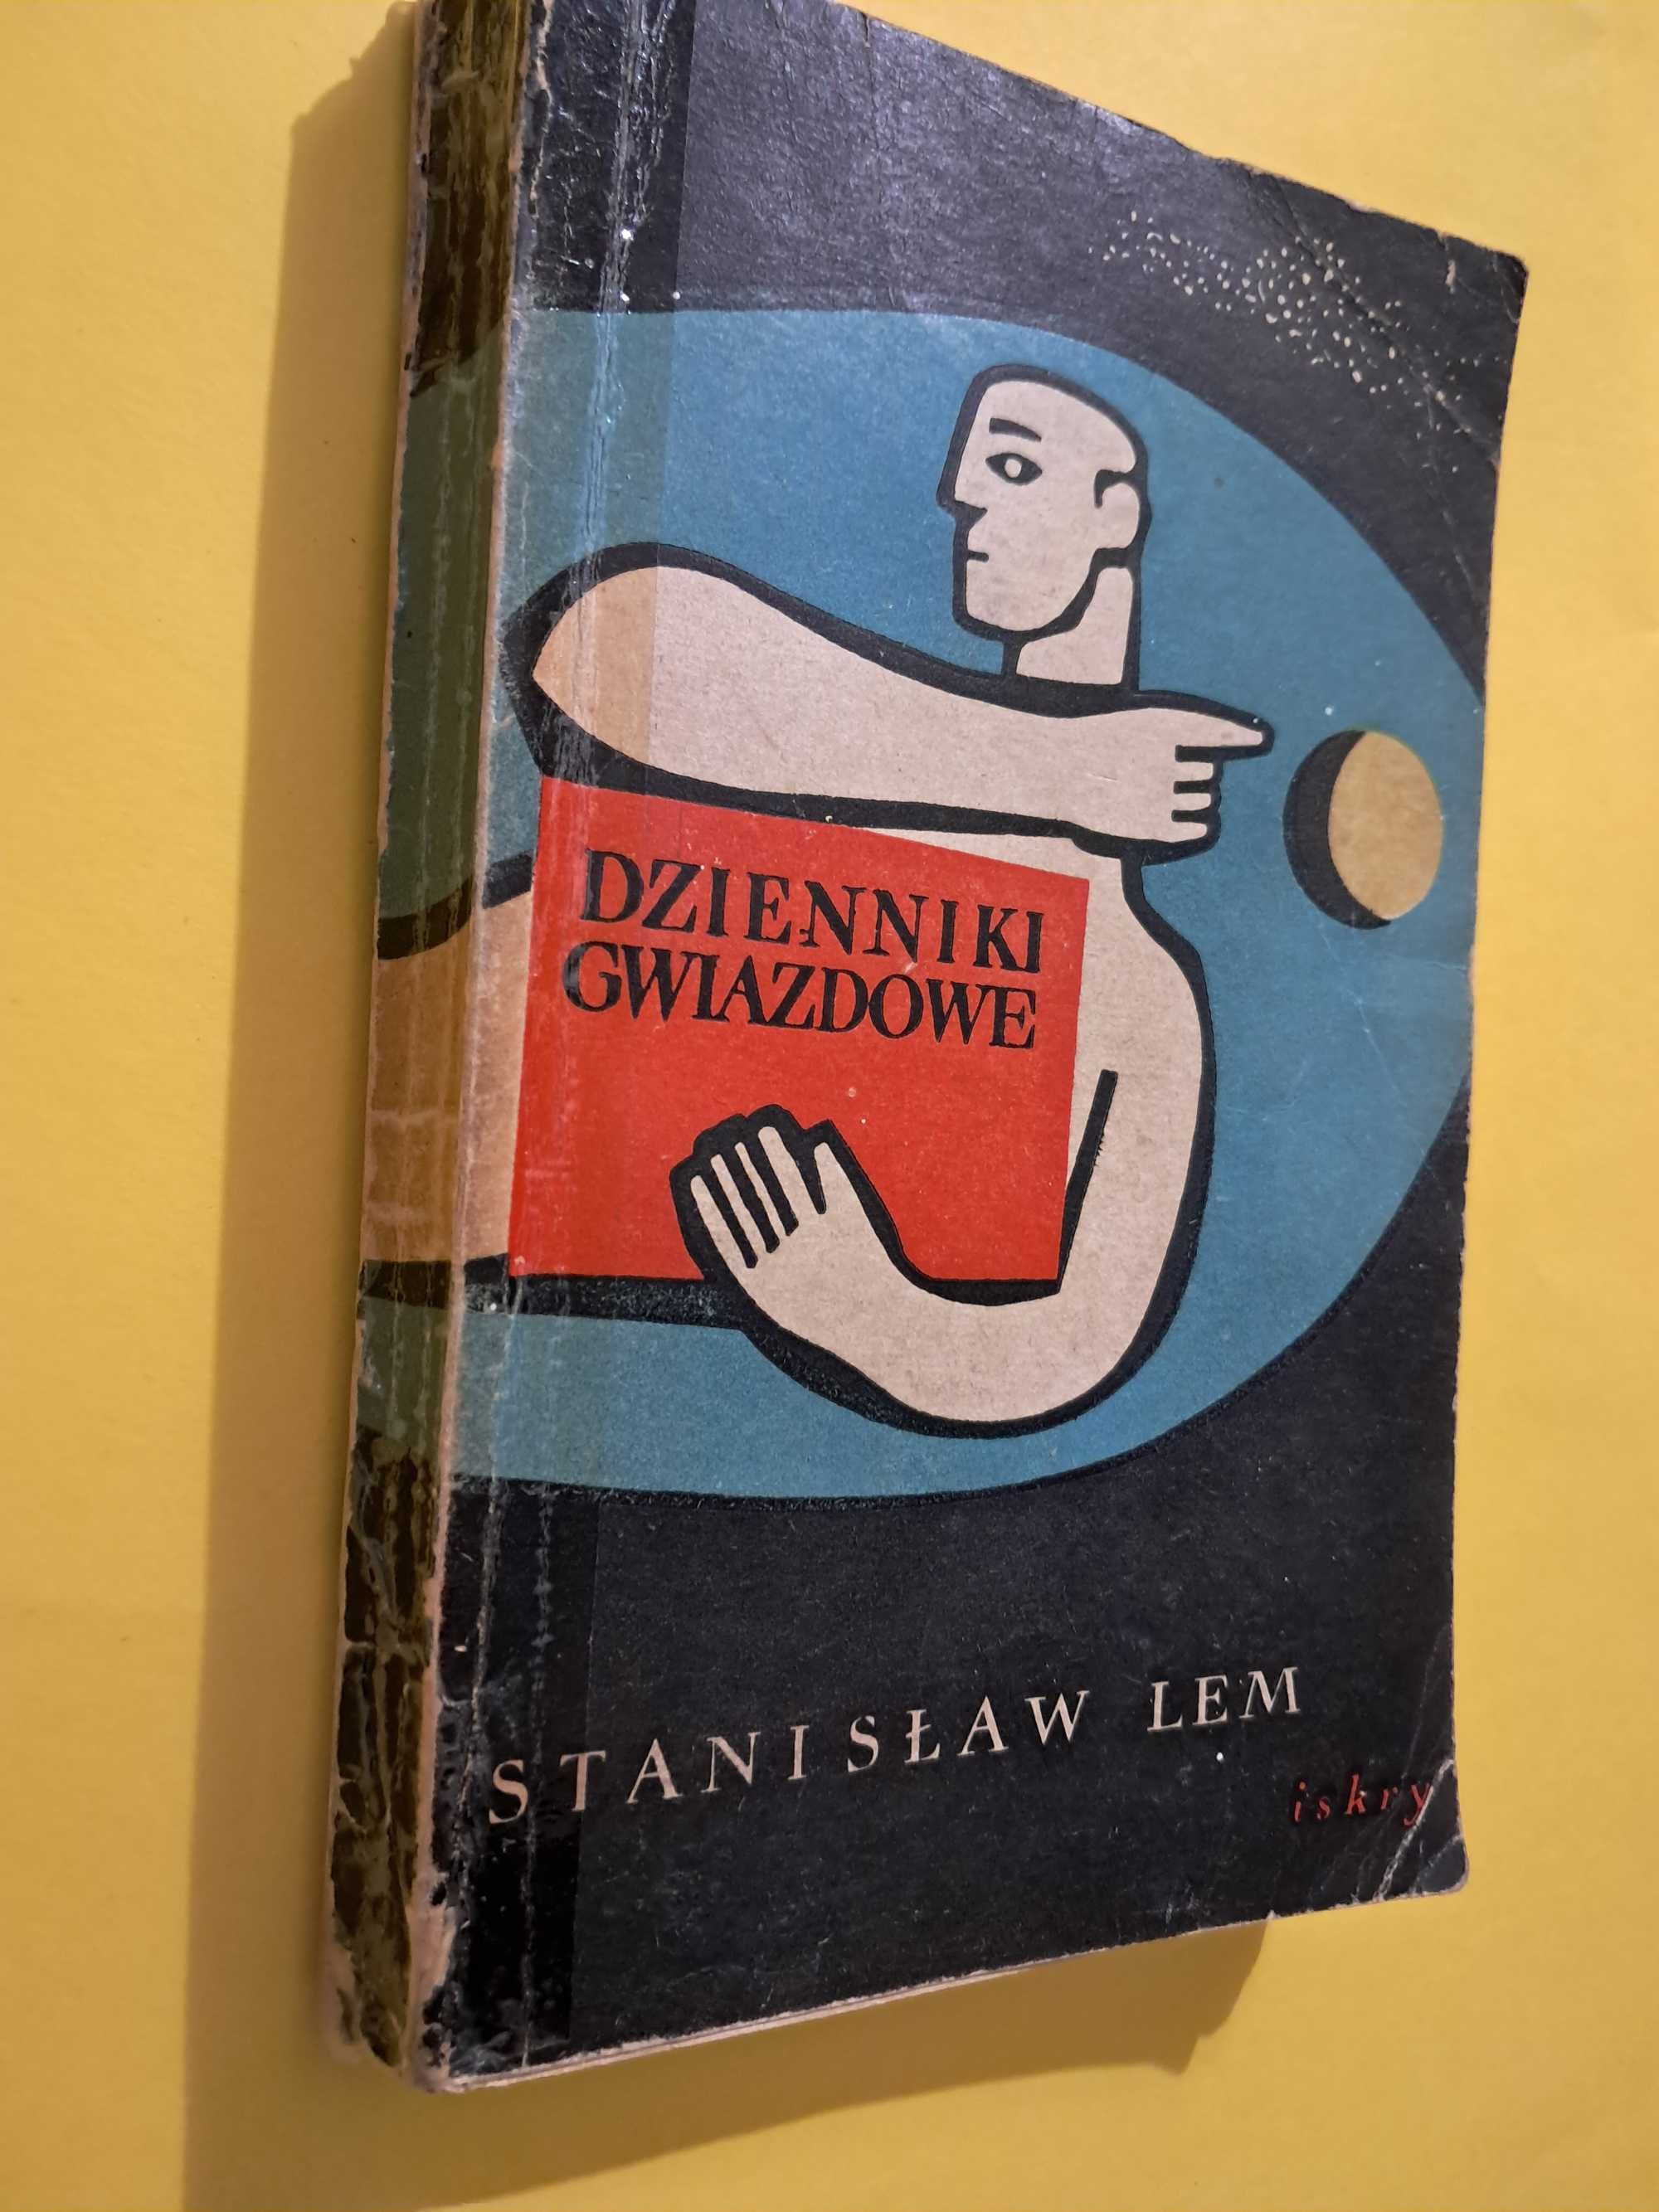 DZIENNIKI
GWIAZDOWE
STANISŁAW LEM
iskry